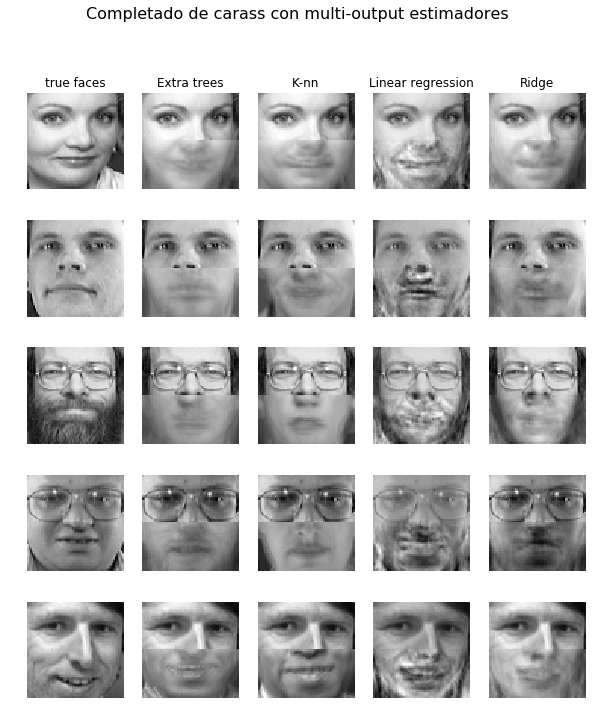 Completado de carass con multi-output estimadores
true faces
Extra trees
K-nn
Linear regression
Ridge